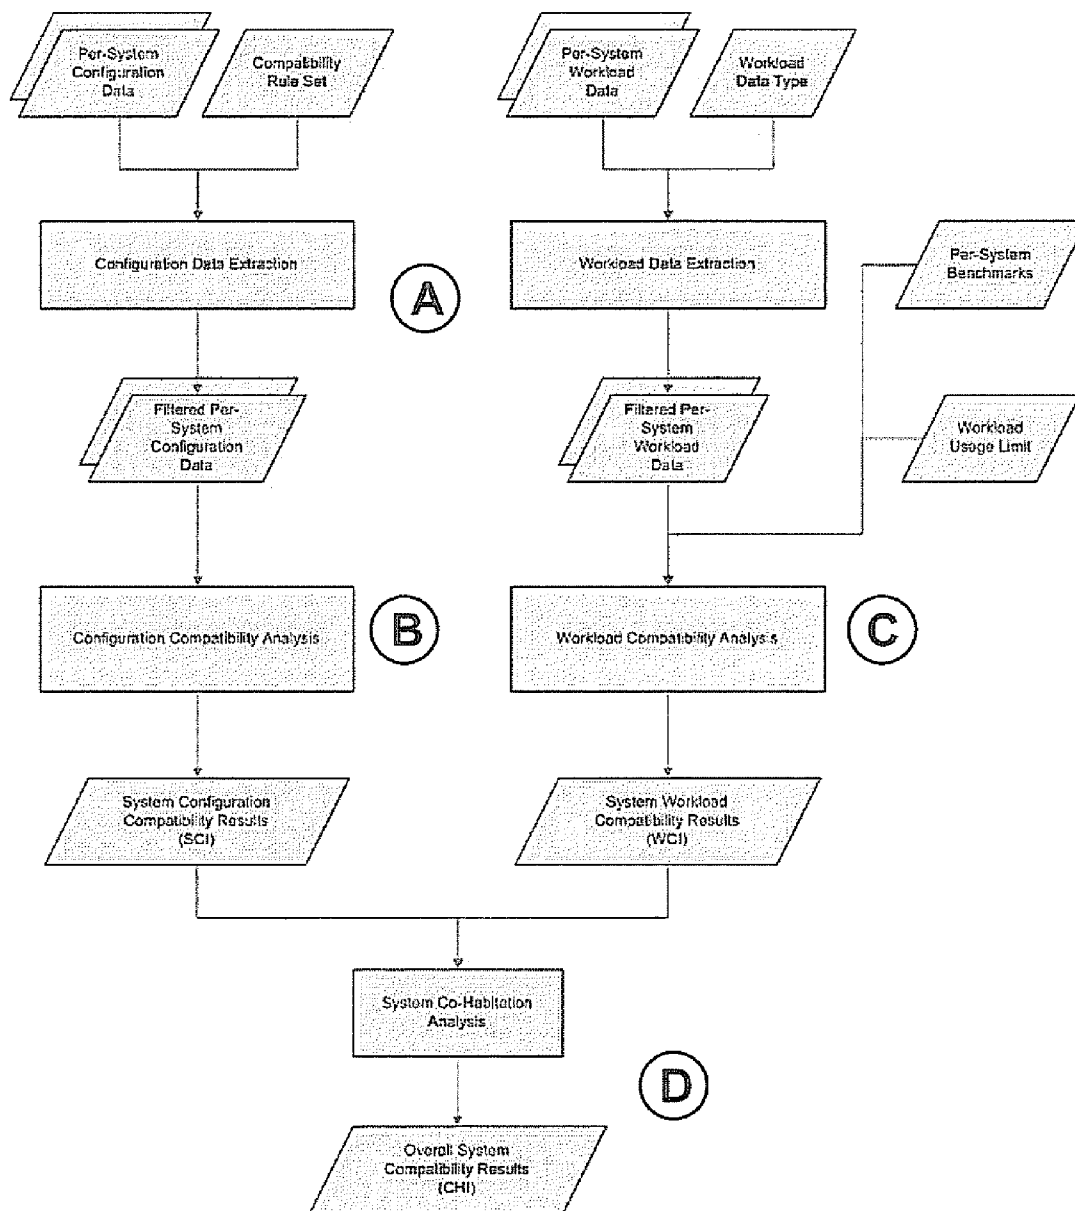 Per-System
Configuration
Data
Compatibility
Rule Set
Per-System
Workload
Data
Workload
Data Type
Configuration Data Extraction
Workload Data Extraction
Per-System
Benchmarks
A
Filtered Per-
System
Configuration
Data
Filtered Per-
System
Workload
Data
Workload
Usage Limit
Configuration Compatibility Analysis
B
Workload Compatibility Analysis
C
System Configuration
Compatibility Results
(SCI)
System Workload
Compatibility Results
(WCI)
System Co-Habitation
Analysis
D
Overall System
Compatibility Results
(CHI)